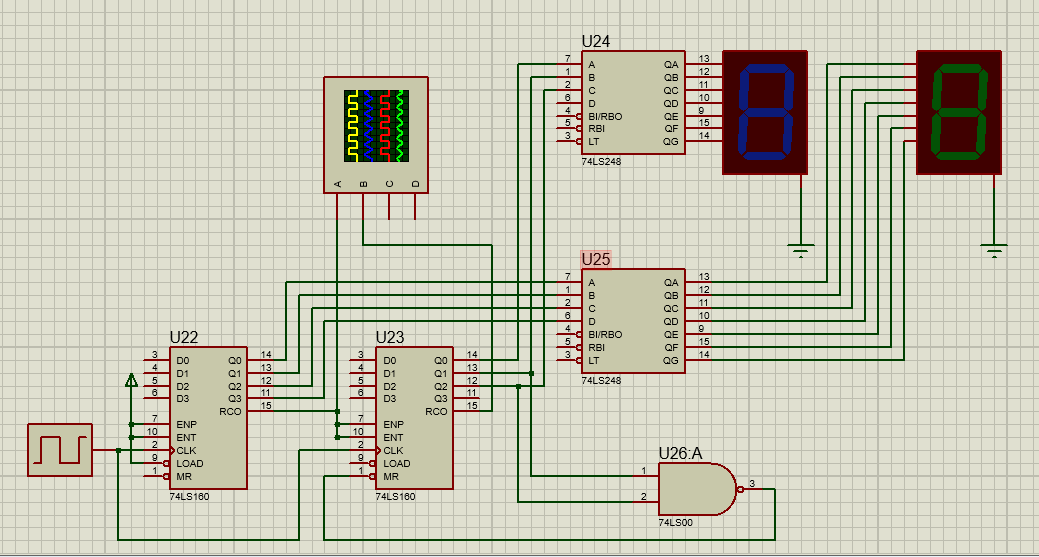 U24
7 A QA 13
1 B QB 12
2 C QC 11
6 D QD 10
4 BI/RBO QE 9
5 RBI QF 15
3 LT QG 14
74LS248
A B C D
U25
7 A QA 13
1 B QB 12
2 C QC 11
6 D QD 10
4 BI/RBO QE 9
5 RBI QF 15
3 LT QG 14
74LS248
U22
3 D0 Q0 14
4 D1 Q1 13
5 D2 Q2 12
6 D3 Q3 11
RCO 15
7 ENP
10 ENT
2 CLK
9 LOAD
1 MR
74LS160
U23
3 D0 Q0 14
4 D1 Q1 13
5 D2 Q2 12
6 D3 Q3 11
RCO 15
7 ENP
10 ENT
2 CLK
9 LOAD
1 MR
74LS160
U26:A
1
2
3
74LS00